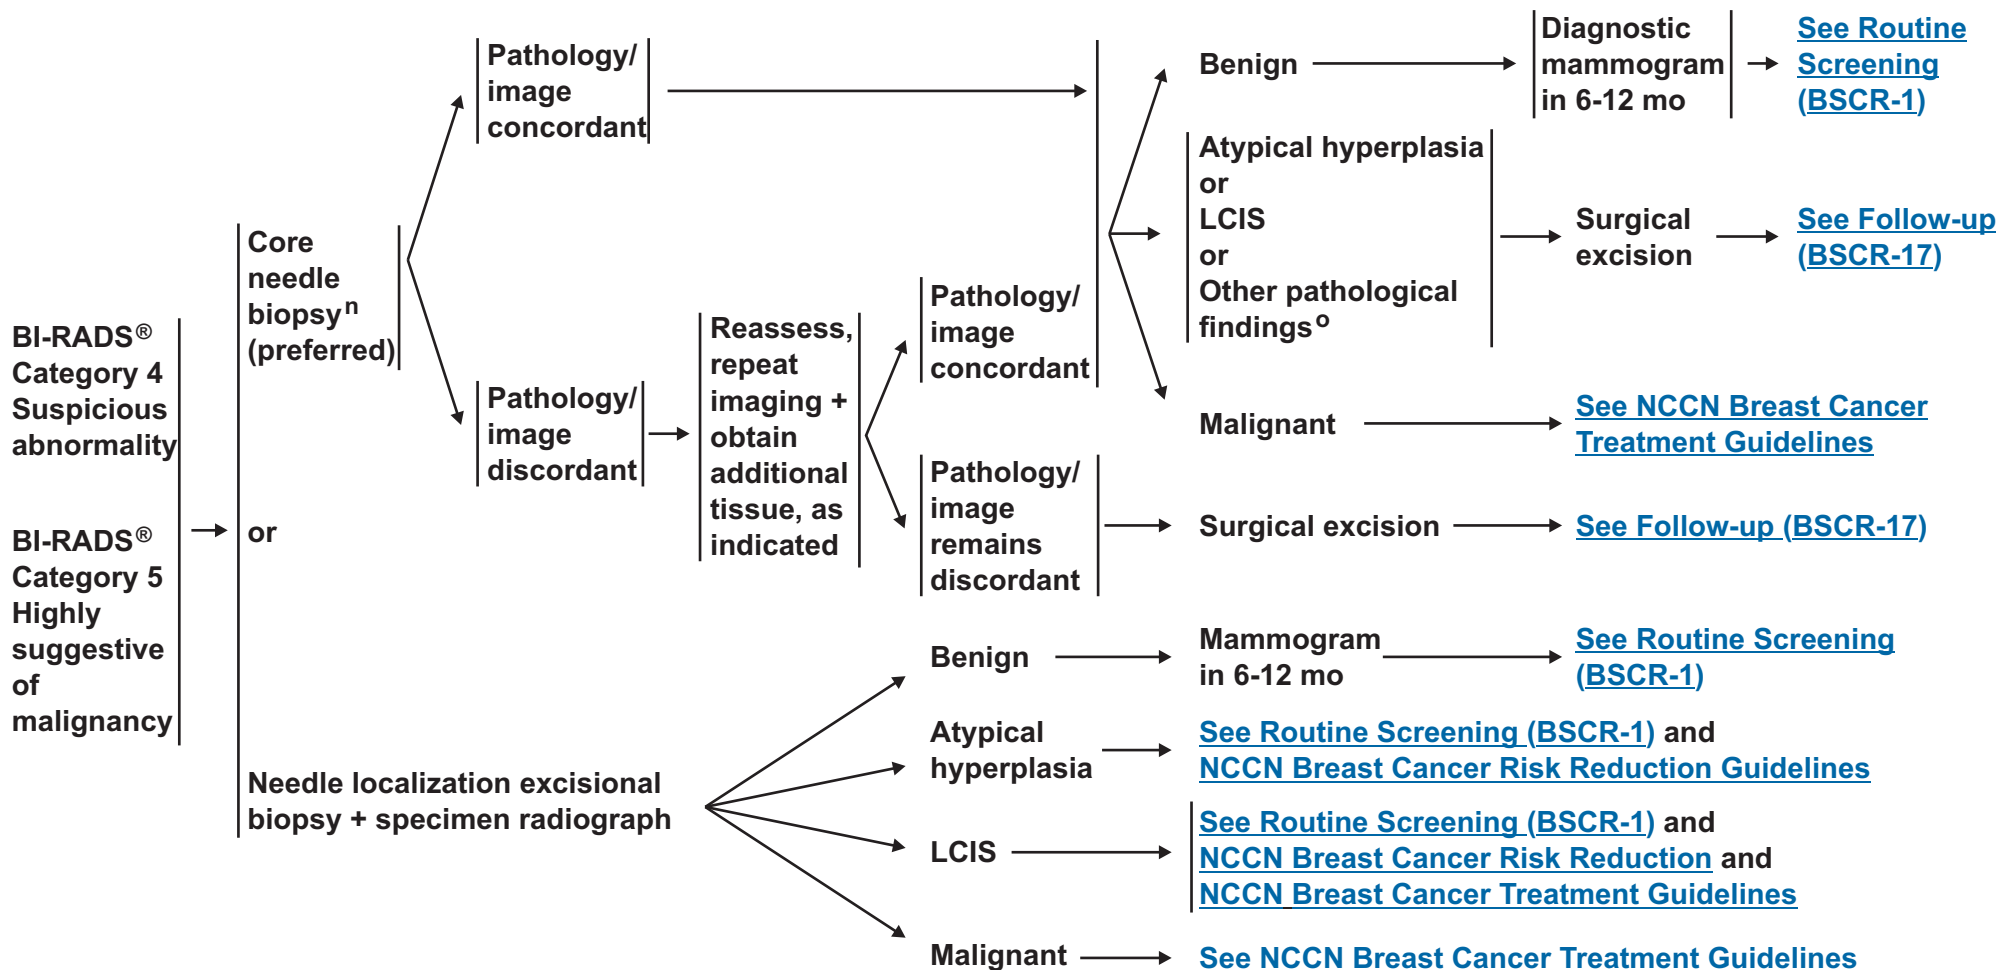 BI-RADS®
Category 4
Suspicious
abnormality
BI-RADS®
Category 5
Highly
suggestive
of
malignancy
Core
needle
biopsyⁿ
(preferred)
or
Needle localization excisional
biopsy + specimen radiograph
Pathology/
image
concordant
Pathology/
image
discordant
Reassess,
repeat
imaging +
obtain
additional
tissue, as
indicated
Pathology/
image
concordant
Pathology/
image
remains
discordant
Benign
Diagnostic
mammogram
in 6-12 mo
See Routine
Screening
(BSCR-1)
Atypical hyperplasia
or
LCIS
or
Other pathological
findingsᵒ
Surgical
excision
See Follow-up
(BSCR-17)
Malignant
See NCCN Breast Cancer
Treatment Guidelines
Surgical excision
See Follow-up (BSCR-17)
Benign
Mammogram
in 6-12 mo
See Routine Screening
(BSCR-1)
Atypical
hyperplasia
See Routine Screening (BSCR-1) and
NCCN Breast Cancer Risk Reduction Guidelines
LCIS
See Routine Screening (BSCR-1) and
NCCN Breast Cancer Risk Reduction and
NCCN Breast Cancer Treatment Guidelines
Malignant
See NCCN Breast Cancer Treatment Guidelines